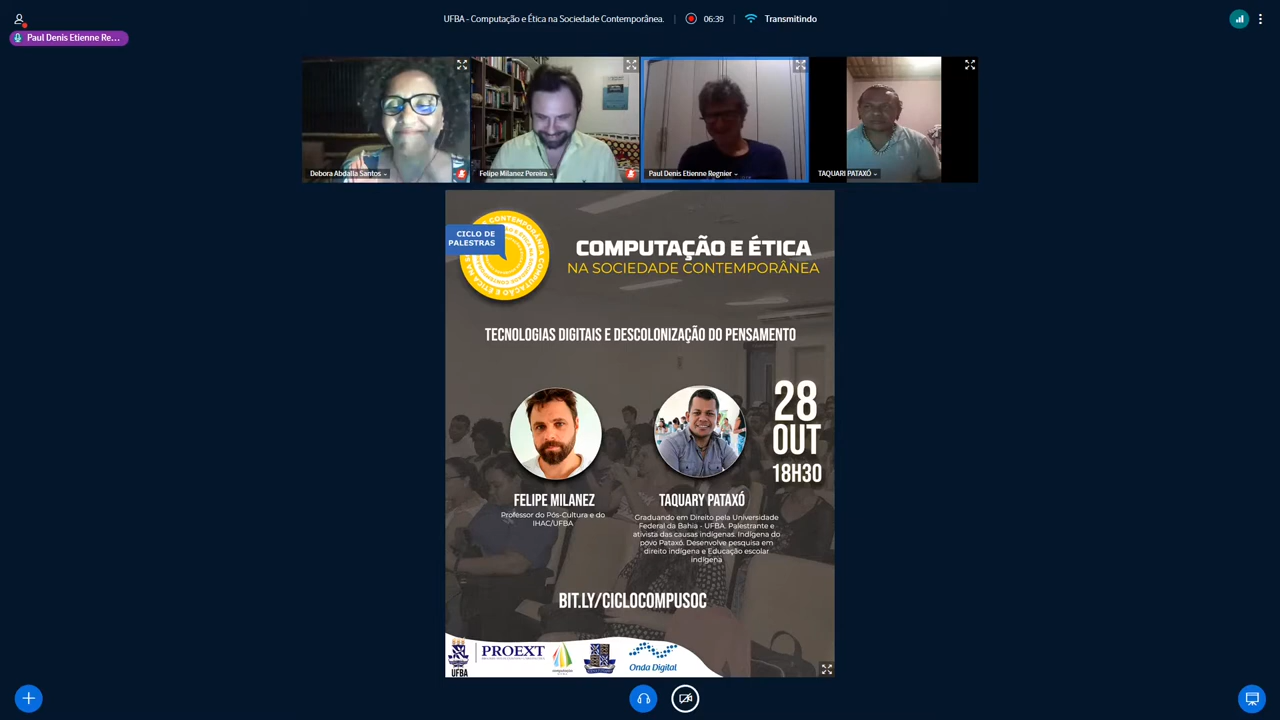 UFBA - Computação e Ética na Sociedade Contemporânea.
06:39
Transmitindo
Paul Denis Etienne Re...
Debora Abdalla Santos
Felipe Milanez Pereira
Paul Denis Etienne Regnier
TAQUARI PATAXÓ
CICLO DE
PALESTRAS
COMPUTAÇÃO E ÉTICA
NA SOCIEDADE CONTEMPORÂNEA
TECNOLOGIAS DIGITAIS E DESCOLONIZAÇÃO DO PENSAMENTO
28
OUT
18H30
FELIPE MILANEZ
Professor do Pós-Cultura e do
IHAC/UFBA
TAQUARY PATAXÓ
Graduando em Direito pela Universidade
Federal da Bahia - UFBA. Palestrante e
ativista das causas indígenas. Indígena do
povo Pataxó. Desenvolve pesquisa em
direito indígena e Educação escolar
indígena
BIT.LY/CICLOCOMPUSOC
UFBA
PROEXT
Onda Digital